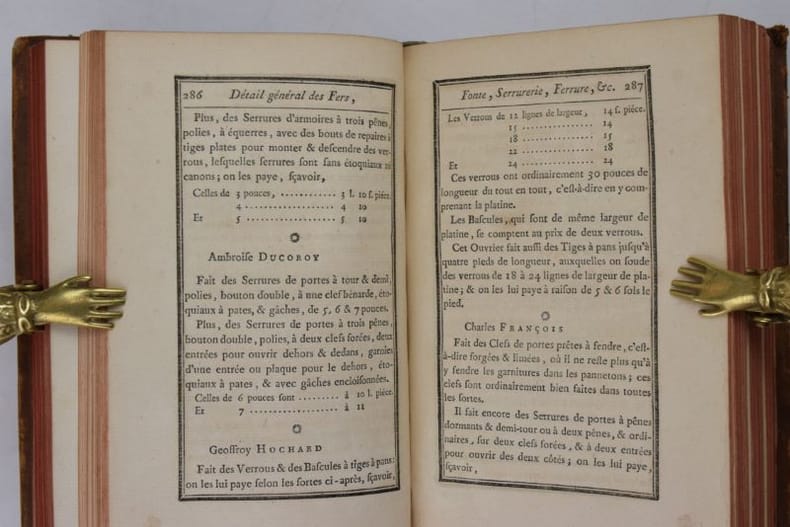 286 Détail général des Fers,
Plus, des Serrures d'armoires à trois pênes,
polies, à équerres, avec des bouts de repaires à
tiges plates pour monter & descendre des ver-
rous, lesquelles serrures sont sans étoquiaux ni
canons ; on les paye, sçavoir,
Celles de 3 pouces, ............ 3 l. 10 s. piéce.
4 .................. 4 10
Et 5 .................. 5 10
Ambroise DUCOROY
Fait des Serrures de portes à tour & demi,
polies, bouton double, à une clef bénarde, éto-
quiaux à pates, & gâches, de 5, 6 & 7 pouces.
Plus, des Serrures de portes à trois pênes,
bouton double, polies, à deux clefs forées, deux
entrées pour ouvrir dehors & dedans, garnies
d'une entrée ou plaque pour le dehors, éto-
quiaux à pates, & avec gâches encloisonnées.
Celles de 6 pouces sont ......... à 10 l. piéce.
Et 7 ................... à 11
Geoffroy HOCHARD
Fait des Verrous & des Bascules à tiges à pans:
on les lui paye selon les sortes ci-après, sçavoir,
Fonte, Serrurerie, Ferrure, &c. 287
Les Verrous de 12 lignes de largeur, 14 s. piéce.
15 ............... 14
18 ............... 15
22 ............... 18
Et 24 ............... 24
Ces verrous ont ordinairement 30 pouces de
longueur du tout en tout, c'est-à-dire en y com-
prenant la platine.
Les Bascules, qui sont de même largeur de
platine, se comptent au prix de deux verrous.
Cet Ouvrier fait aussi des Tiges à pans jusqu'à
quatre pieds de longueur, auxquelles on soude
des verrous de 18 à 24 lignes de largeur de pla-
tine ; & on les lui paye à raison de 5 & 6 sols le
pied.
Charles FRANÇOIS
Fait des Clefs de portes prêtes à fendre, c'est-
à-dire forgées & limées, où il ne reste plus qu'à
y fendre les garnitures dans les pannetons ; ces
clefs sont ordinairement bien faites dans toutes
les sortes.
Il fait encore des Serrures de portes à pênes
dormants & demi-tour ou à deux pênes, & ordi-
naires, sur deux clefs forées, & à deux entrées
pour ouvrir des deux côtés ; on les lui paye,
sçavoir,